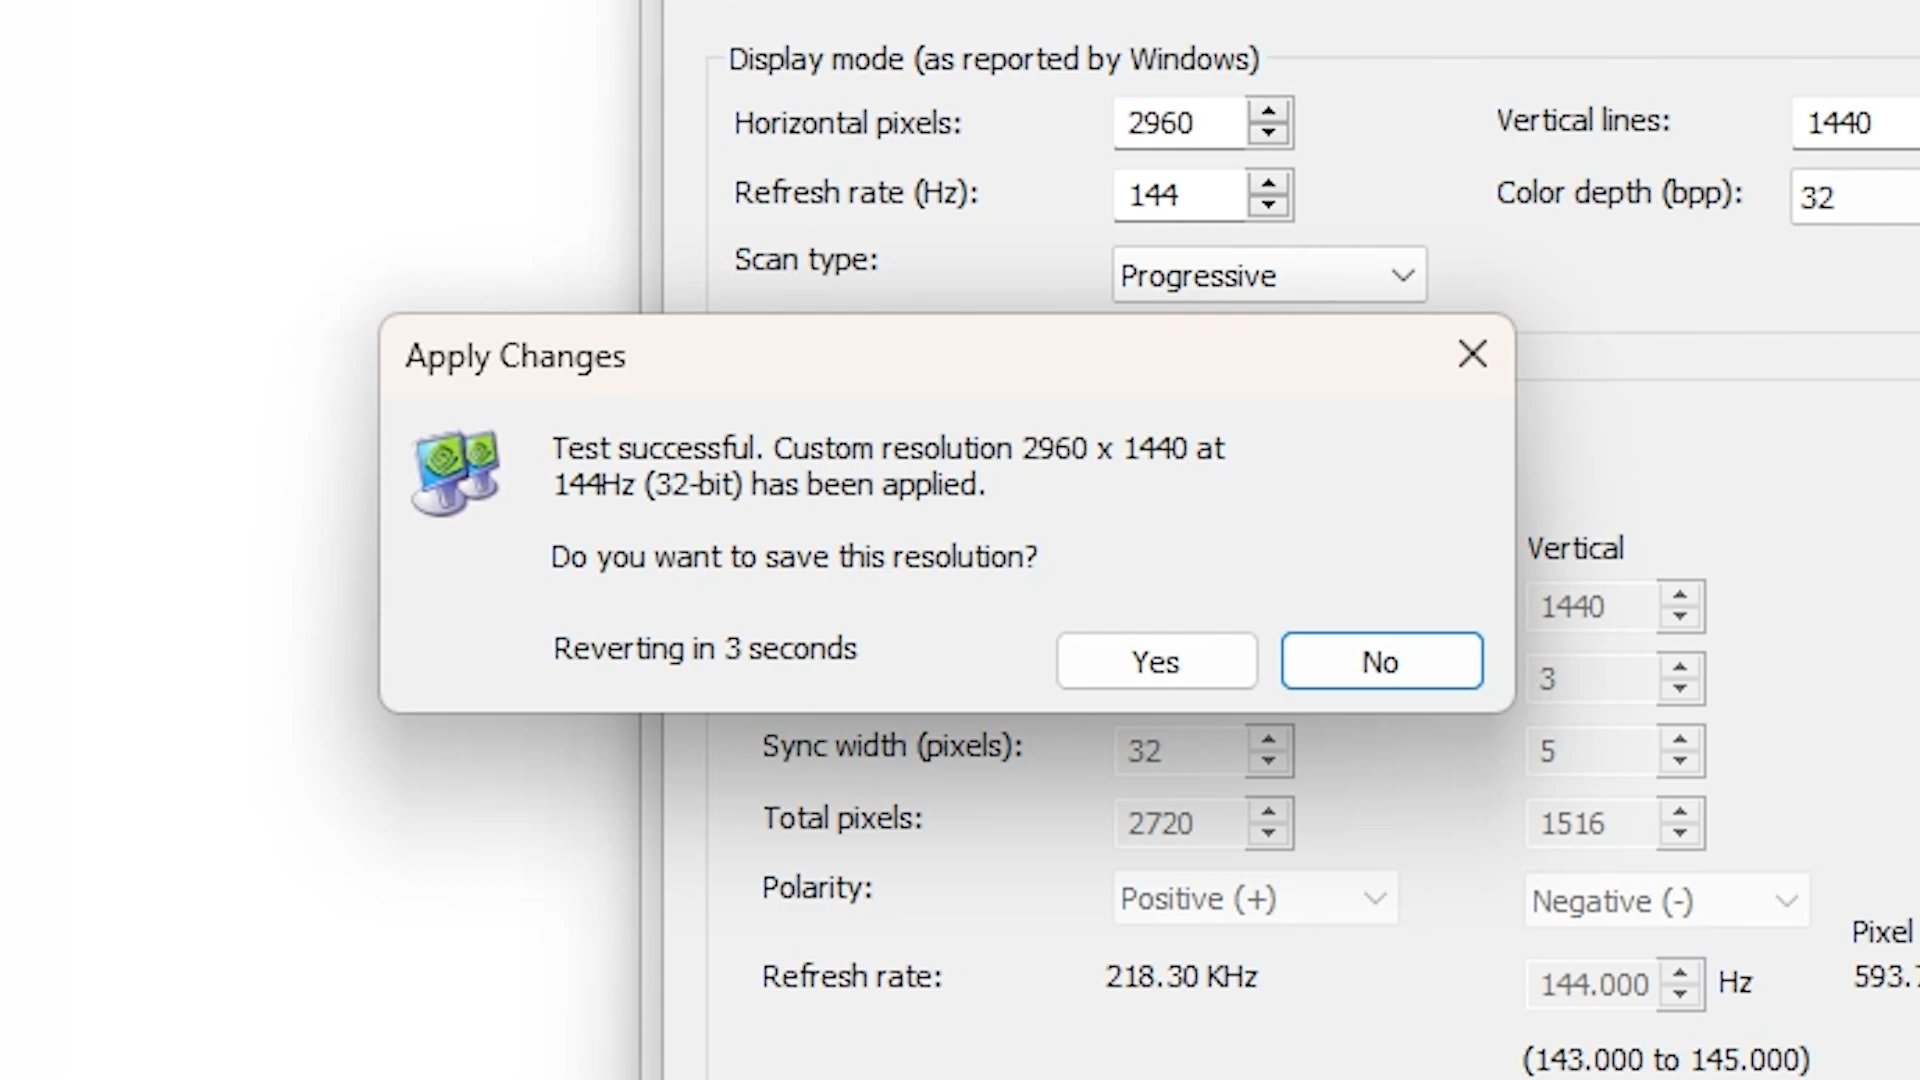 Display mode (as reported by Windows)
Horizontal pixels: 2960 Vertical lines: 1440
Refresh rate (Hz): 144 Color depth (bpp): 32
Scan type: Progressive
Apply Changes
Test successful. Custom resolution 2960 x 1440 at
144Hz (32-bit) has been applied.
Do you want to save this resolution?
Reverting in 3 seconds
Yes No
Vertical
1440
3
Sync width (pixels): 32 5
Total pixels: 2720 1516
Polarity: Positive (+) Negative (-)
Pixel
Refresh rate: 218.30 KHz 144.000 Hz 593.
(143.000 to 145.000)